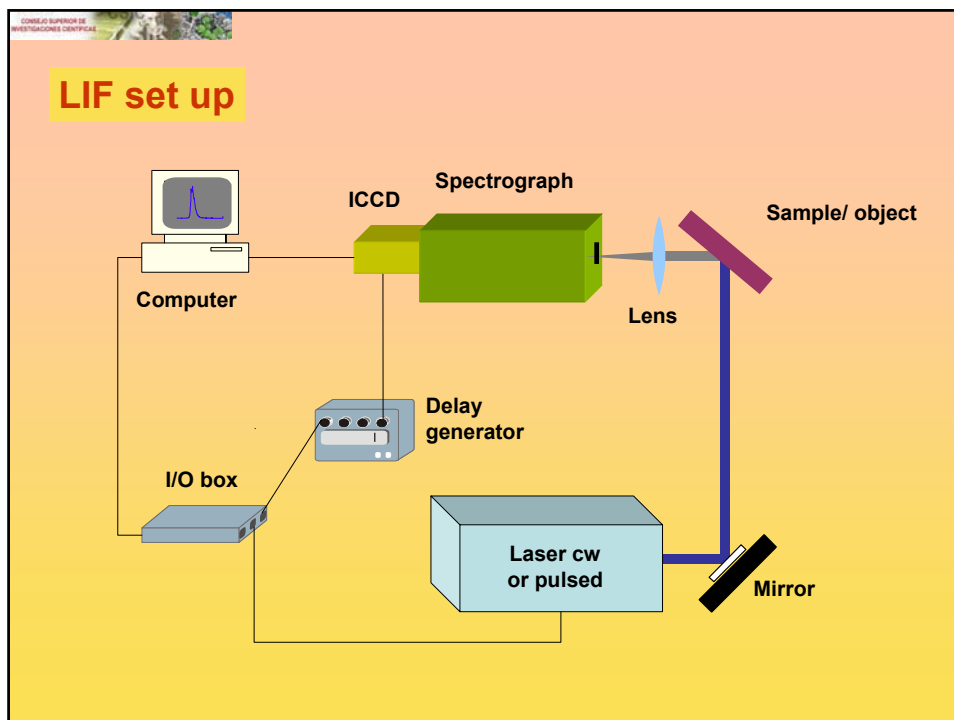 CONSEJO SUPERIOR DE
INVESTIGACIONES CIENTIFICAS
LIF set up
Spectrograph
ICCD
Sample/ object
Computer
Lens
Delay
generator
I/O box
Laser cw
or pulsed
Mirror